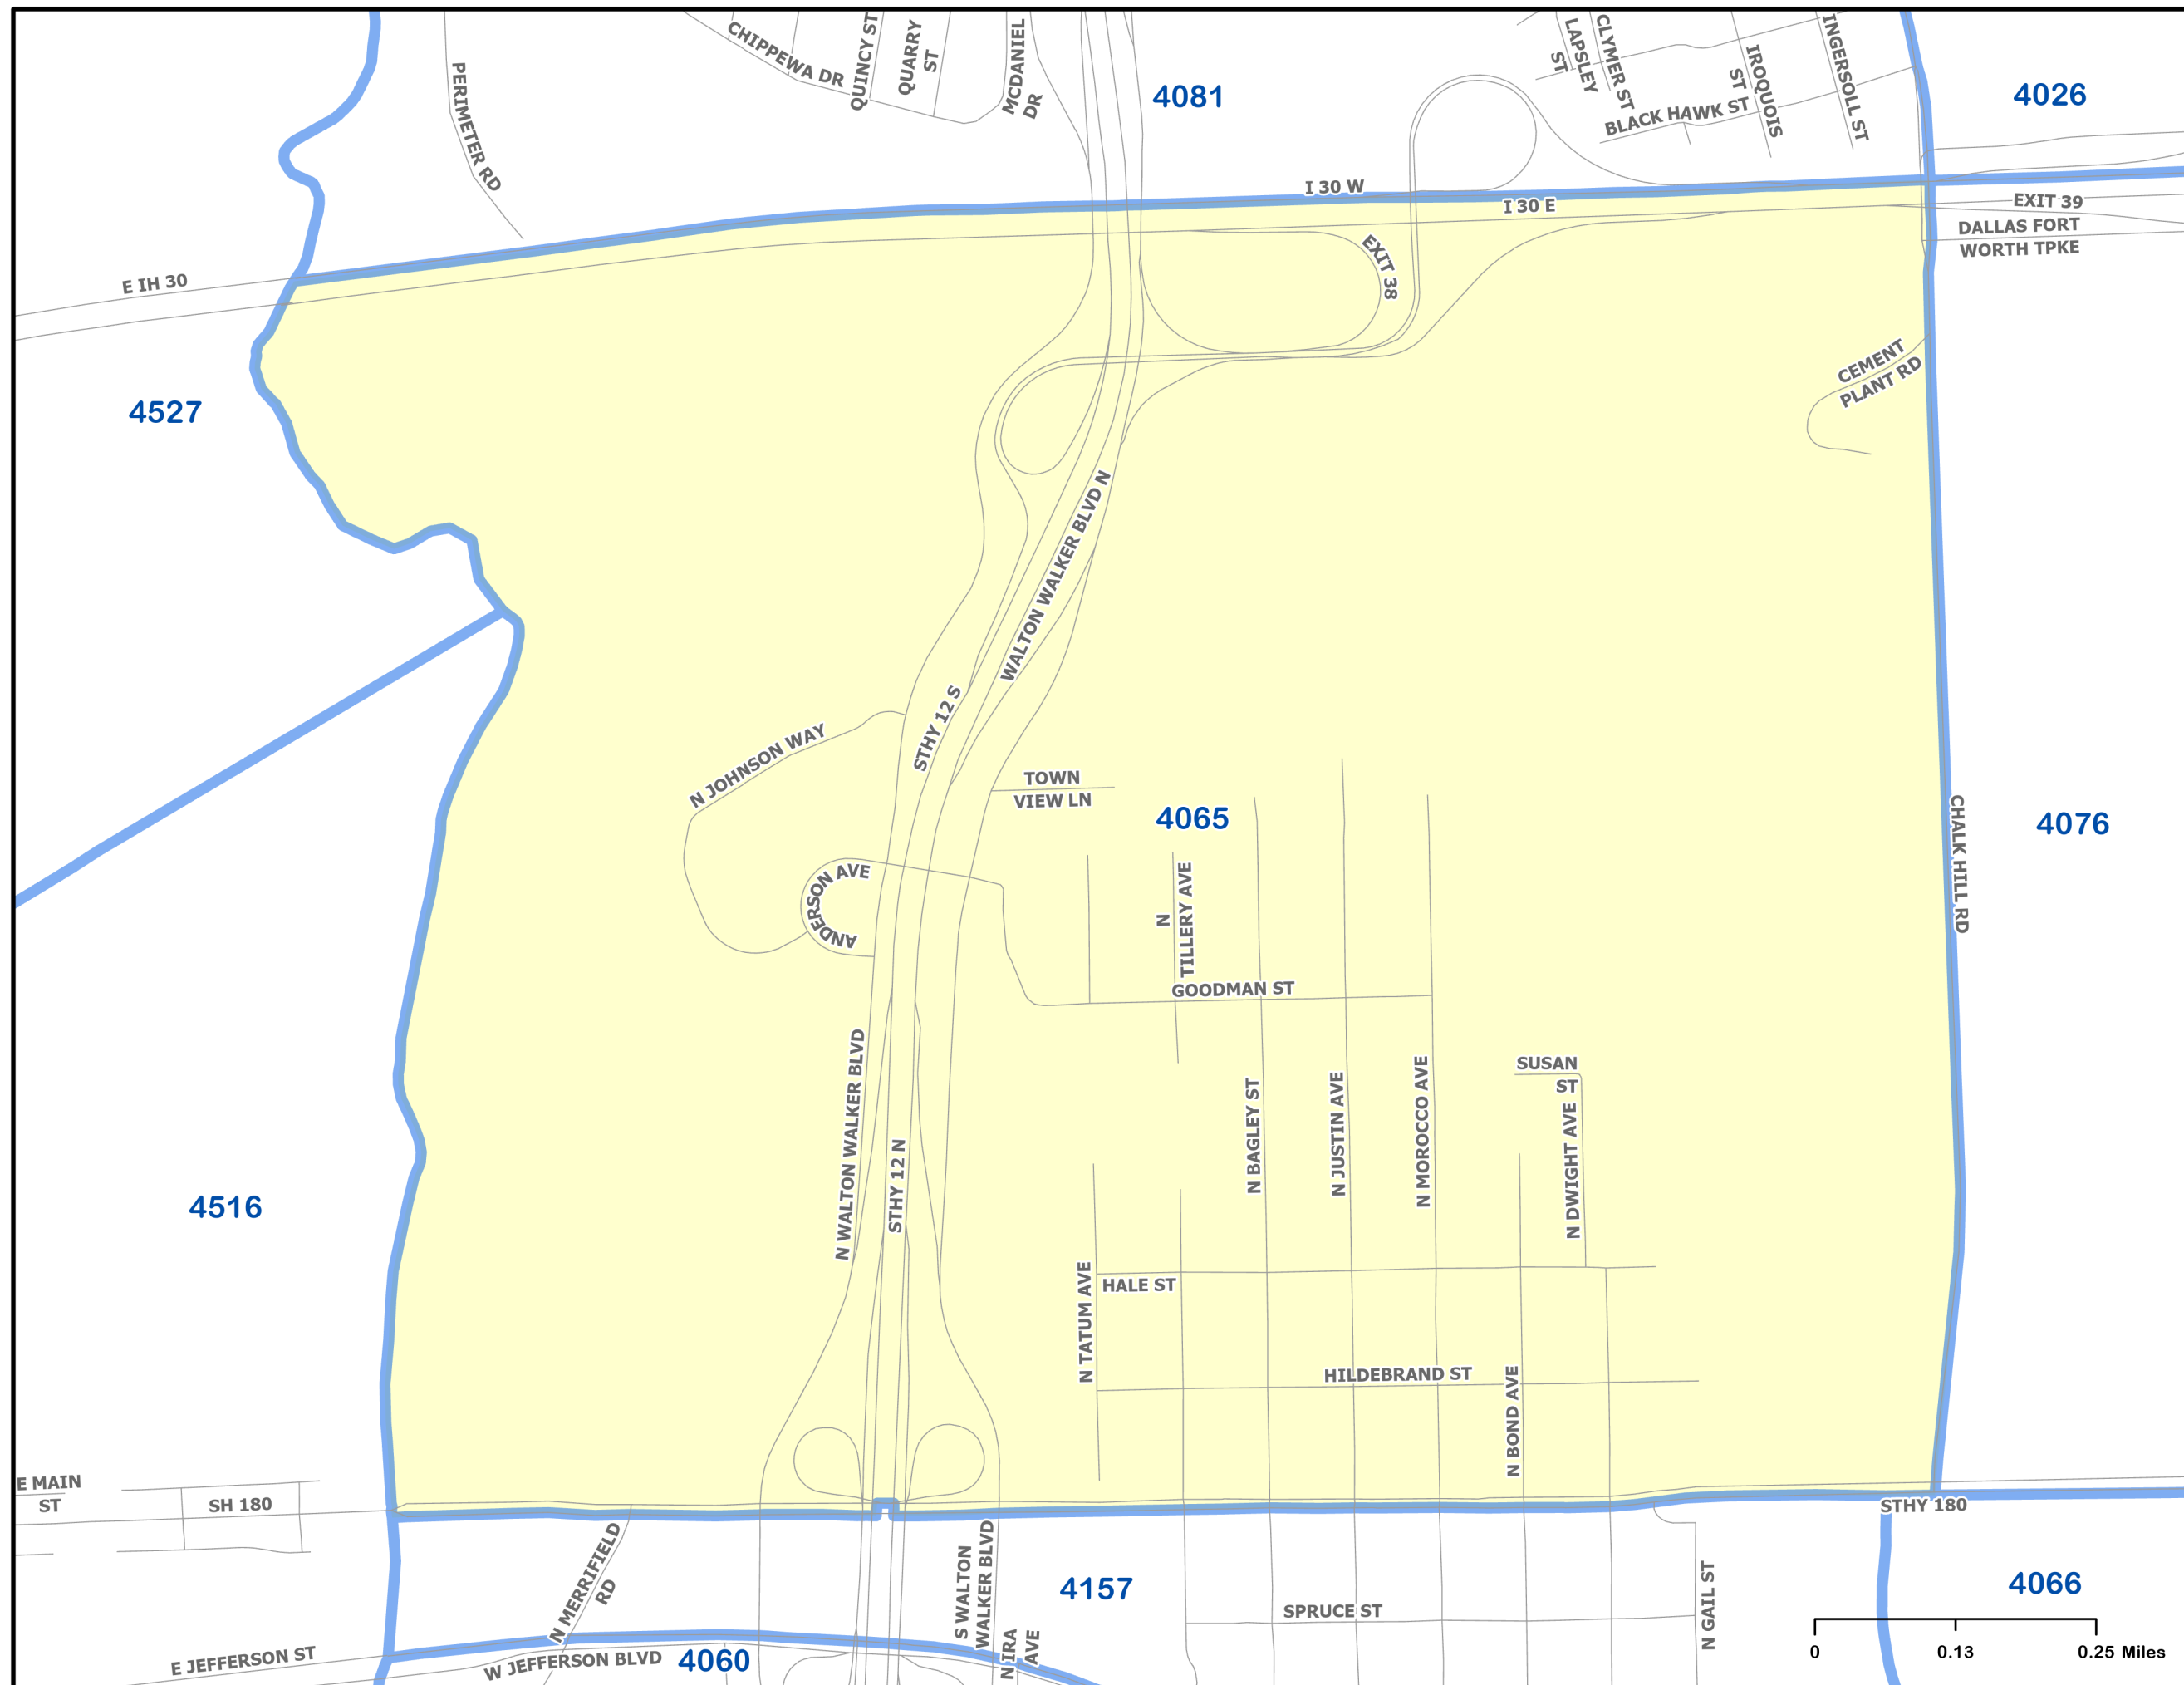 CHIPPEWA DR
QUINCY ST
QUARRY
ST
MCDANIEL
DR
PERIMETER RD
4081
LAPSLEY
ST
CLYMER ST
IROQUOIS
ST
INGERSOLL ST
BLACK HAWK ST
4026
I 30 W
I 30 E
EXIT 39
DALLAS FORT
WORTH TPKE
E IH 30
EXIT 38
CEMENT
PLANT RD
4527
WALTON WALKER BLVD N
STHY 12 S
N JOHNSON WAY
TOWN
VIEW LN
4065
4076
CHALK HILL RD
ANDERSON AVE
N
TILLERY AVE
GOODMAN ST
N WALTON WALKER BLVD
STHY 12 N
N BAGLEY ST
N JUSTIN AVE
N MOROCCO AVE
SUSAN
ST
N DWIGHT AVE
4516
N TATUM AVE
HALE ST
HILDEBRAND ST
N BOND AVE
E MAIN
ST
SH 180
STHY 180
N MERRIFIELD
RD
S WALTON
WALKER BLVD
4157
SPRUCE ST
N GAIL ST
4066
E JEFFERSON ST
W JEFFERSON BLVD
4060
N IRA
AVE
0
0.13
0.25 Miles